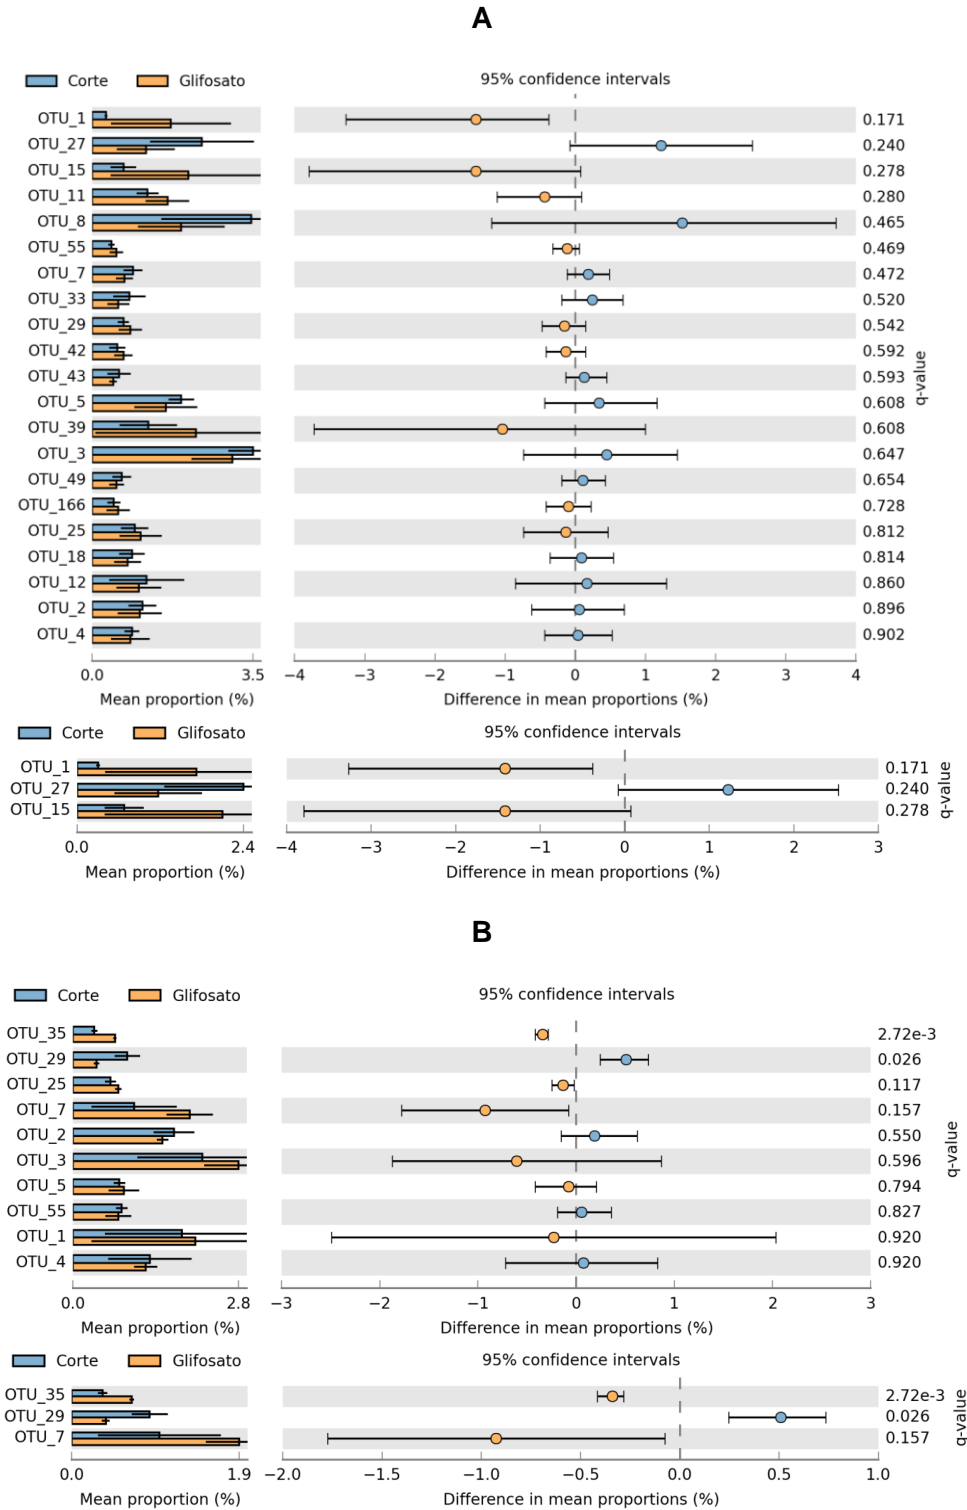 A
Corte Glifosato 95% confidence intervals
OTU_1 0.171
OTU_27 0.240
OTU_15 0.278
OTU_11 0.280
OTU_8 0.465
OTU_55 0.469
OTU_7 0.472
OTU_33 0.520
OTU_29 0.542
OTU_42 0.592
OTU_43 0.593
OTU_5 0.608
OTU_39 0.608
OTU_3 0.647
OTU_49 0.654
OTU_166 0.728
OTU_25 0.812
OTU_18 0.814
OTU_12 0.860
OTU_2 0.896
OTU_4 0.902
q-value
0.0 3.5 −4 −3 −2 −1 0 1 2 3 4
Mean proportion (%) Difference in mean proportions (%)
Corte Glifosato 95% confidence intervals
OTU_1 0.171
OTU_27 0.240
OTU_15 0.278
q-value
0.0 2.4 −4 −3 −2 −1 0 1 2 3
Mean proportion (%) Difference in mean proportions (%)
B
Corte Glifosato 95% confidence intervals
OTU_35 2.72e-3
OTU_29 0.026
OTU_25 0.117
OTU_7 0.157
OTU_2 0.550
OTU_3 0.596
OTU_5 0.794
OTU_55 0.827
OTU_1 0.920
OTU_4 0.920
q-value
0.0 2.8 −3 −2 −1 0 1 2 3
Mean proportion (%) Difference in mean proportions (%)
Corte Glifosato 95% confidence intervals
OTU_35 2.72e-3
OTU_29 0.026
OTU_7 0.157
q-value
0.0 1.9 −2.0 −1.5 −1.0 −0.5 0.0 0.5 1.0
Mean proportion (%) Difference in mean proportions (%)